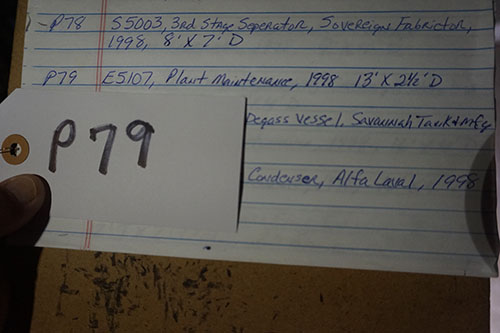 P78 S5003, 3rd Stage Seperator, Sovereign Fabrictor,
1998, 8' X 7' D
P79 E5107, Plant Maintenance, 1998 13' X 2½' D
Degass Vessel, Savannah Tank & Mfg
Condenser, Alfa Laval, 1998
P79